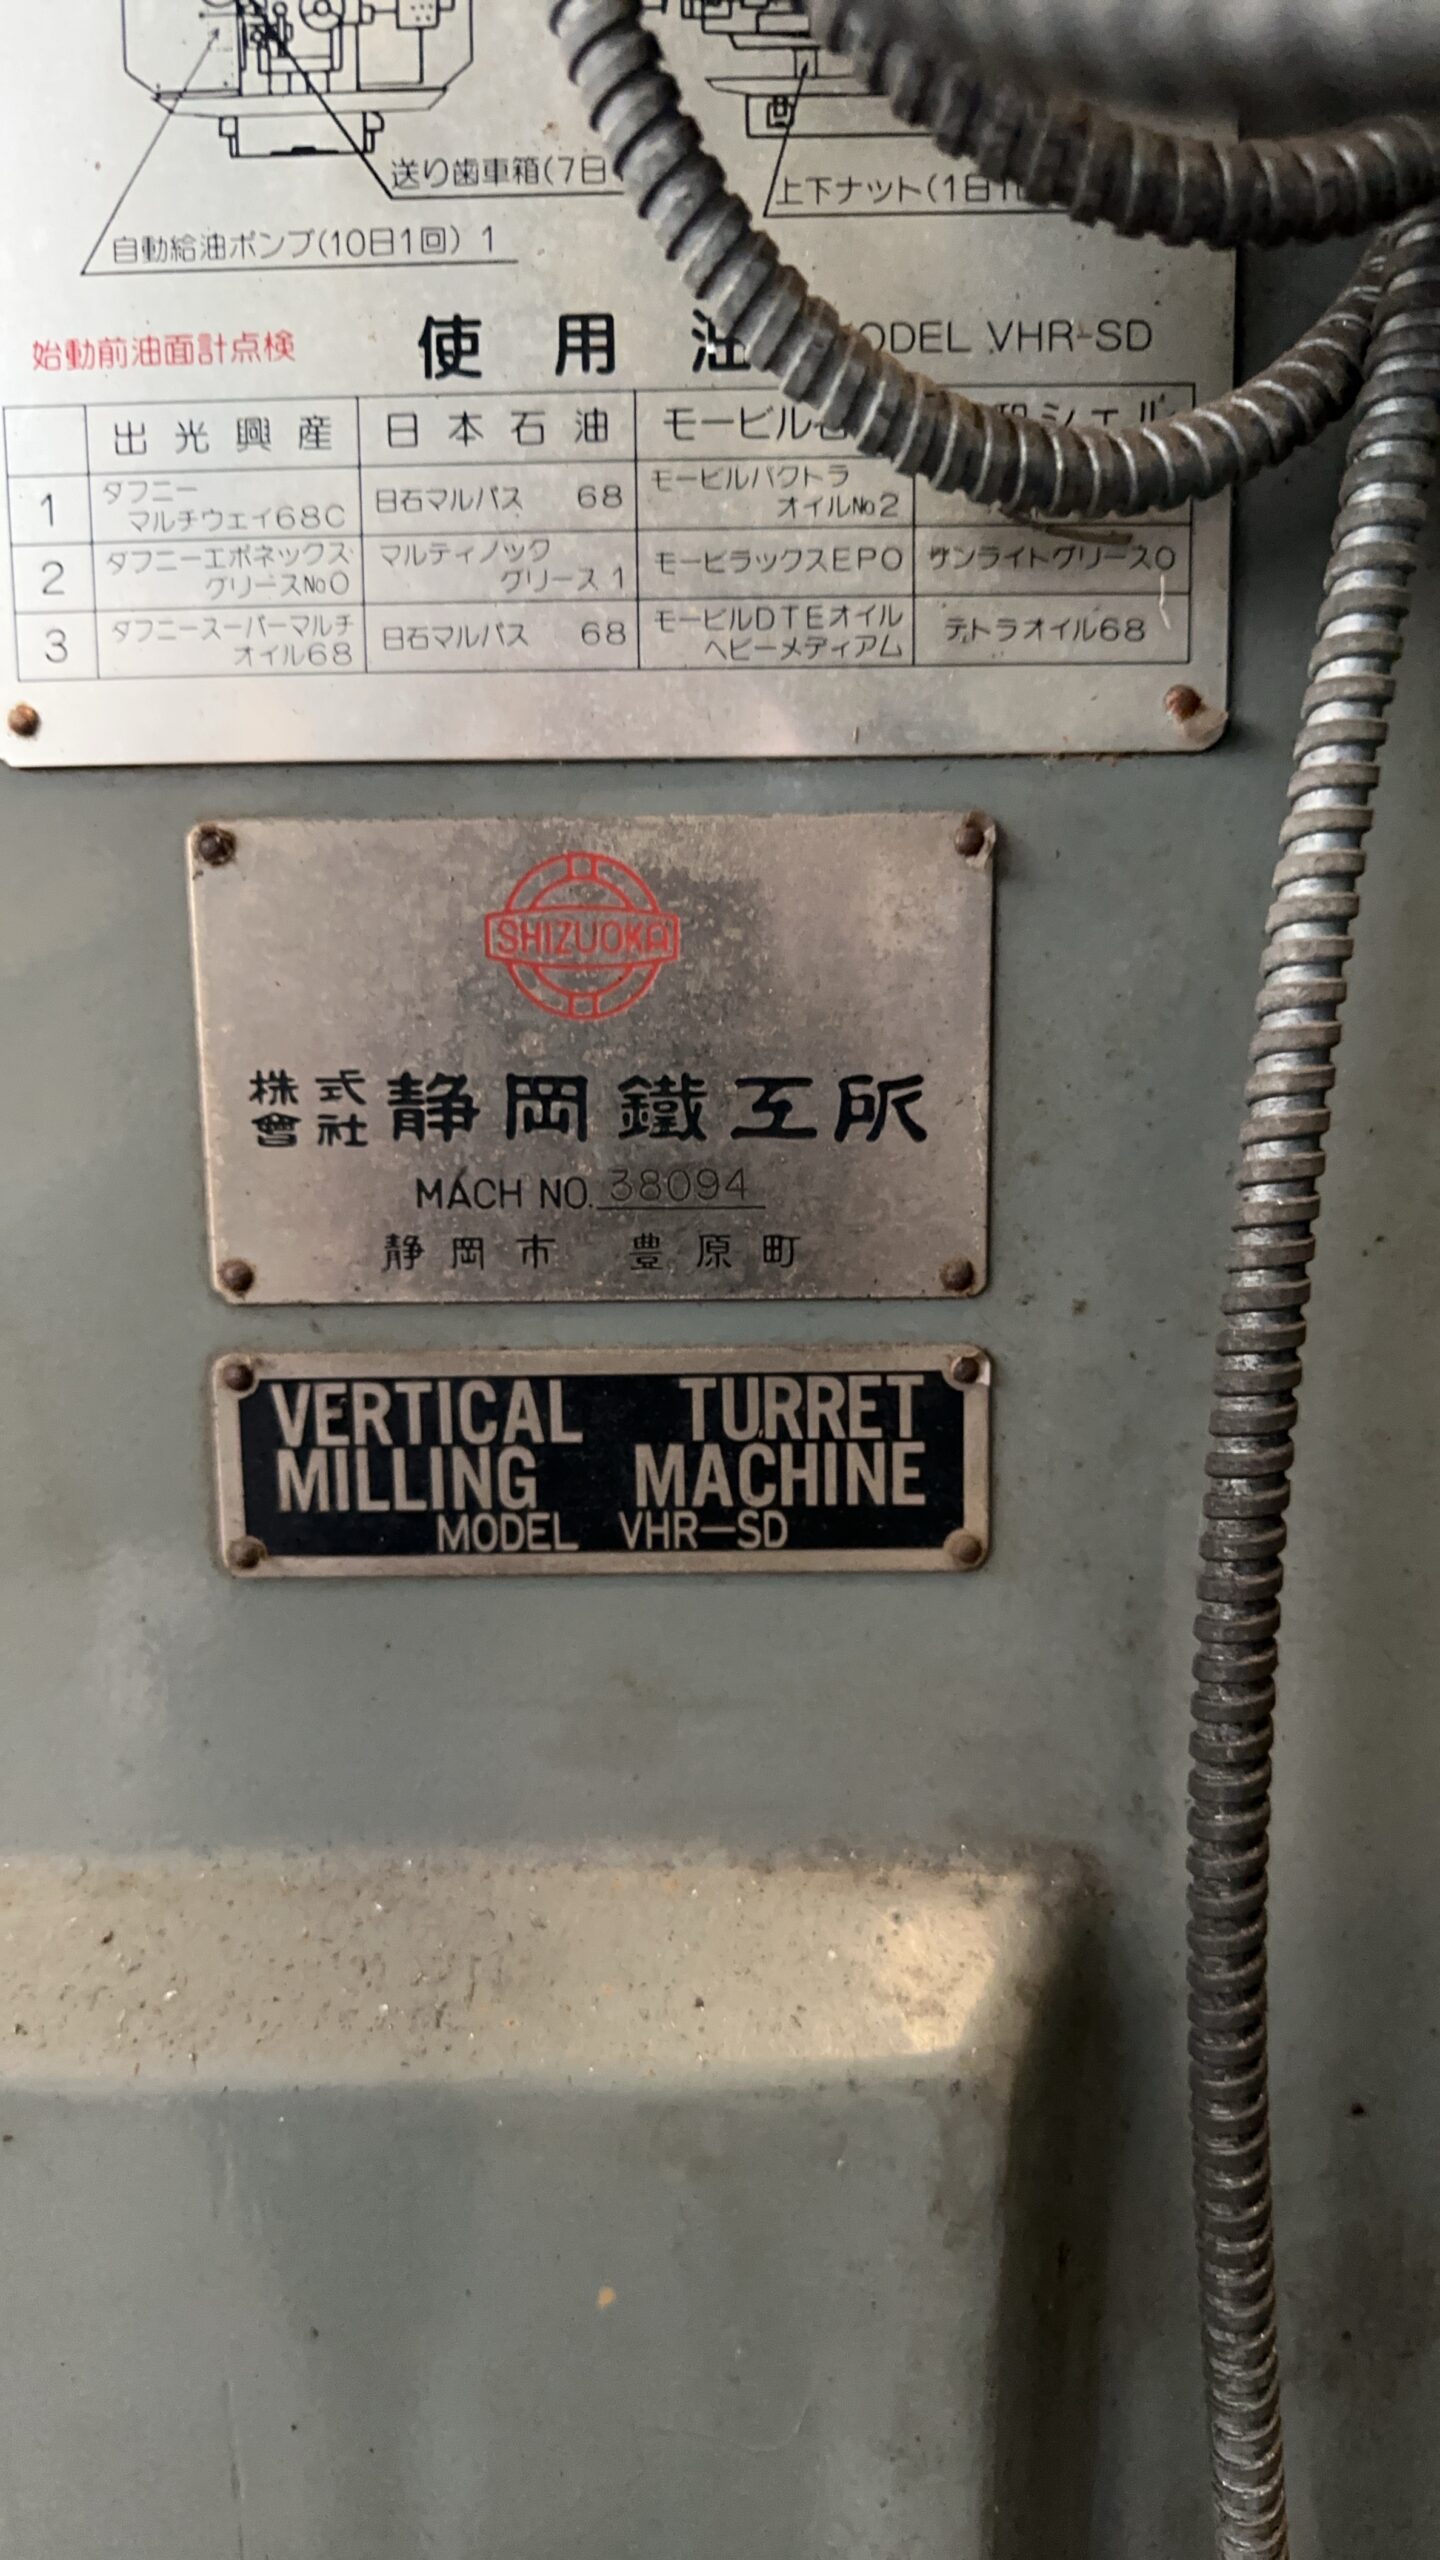 送り歯車箱(7日
上下ナット(1日1
自動給油ポンプ(10日1回) 1
始動前油面計点検
使用油
ODEL VHR-SD
出光興産 日本石油 モービル シェル
1 ダフニーマルチウェイ68C 日石マルパス 68 モービルバクトラオイルNo2
2 ダフニーエポネックスグリースNo0 マルティノックグリース1 モービラックスEP0 サンライトグリース0
3 ダフニースーパーマルチオイル68 日石マルパス 68 モービルDTEオイルヘビーメディアム テトラオイル68
SHIZUOKA
株式會社 静岡鐵工所
MACH NO. 38094
静岡市 豊原町
VERTICAL TURRET
MILLING MACHINE
MODEL VHR-SD